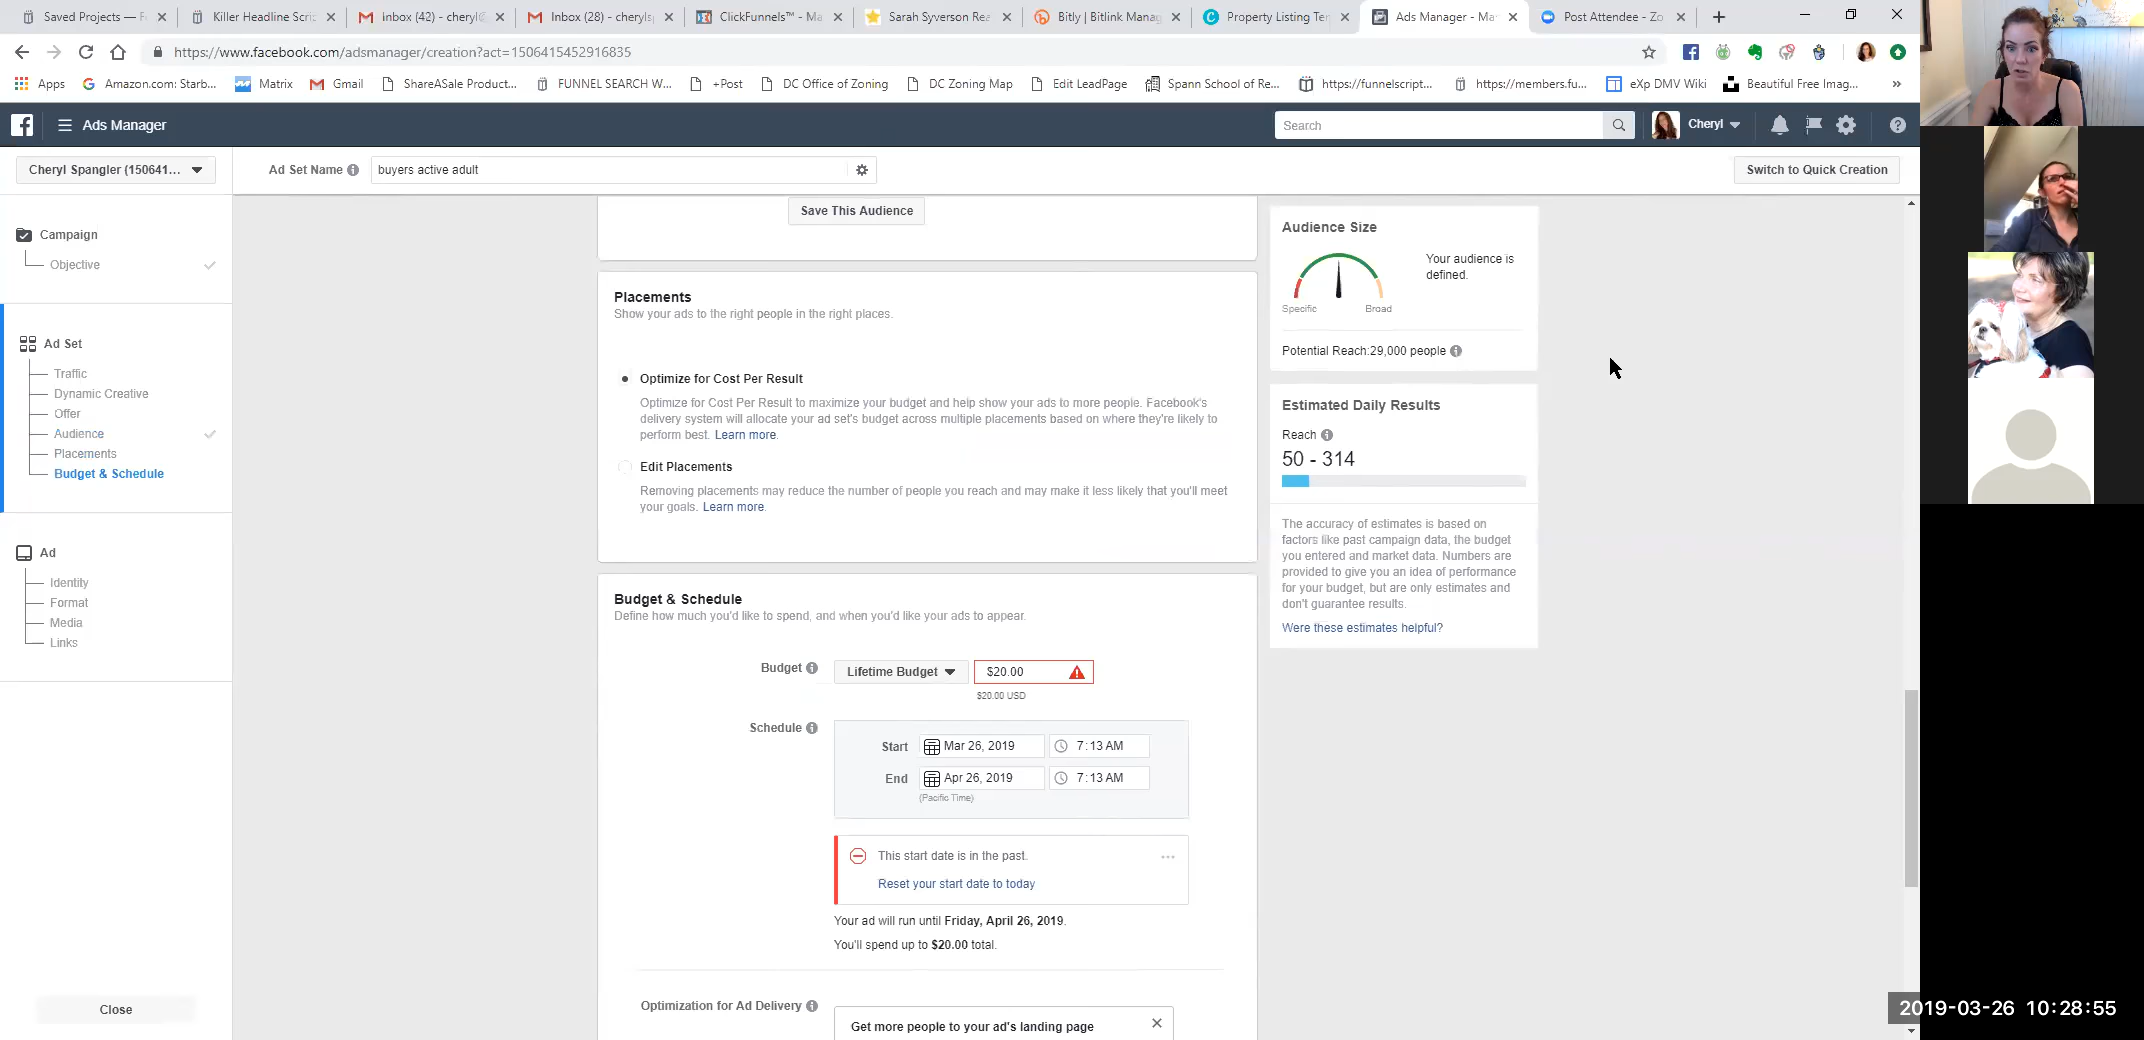 Saved Projects — F
Killer Headline Scrip
Inbox (42) - cheryl@
Inbox (28) - cherylsp
ClickFunnels™ - Ma
Sarah Syverson Rea
Bitly | Bitlink Manag
Property Listing Ter
Ads Manager - Ma
Post Attendee - Zo
https://www.facebook.com/adsmanager/creation?act=1506415452916835
Apps
Amazon.com: Starb...
Matrix
Gmail
ShareASale Product...
FUNNEL SEARCH W...
+Post
DC Office of Zoning
DC Zoning Map
Edit LeadPage
Spann School of Re...
https://funnelscript...
https://members.fu...
eXp DMV Wiki
Beautiful Free Imag...
»
Ads Manager
Search
Cheryl
Cheryl Spangler (150641...
Ad Set Name
buyers active adult
Switch to Quick Creation
Campaign
Objective
Ad Set
Traffic
Dynamic Creative
Offer
Audience
Placements
Budget & Schedule
Ad
Identity
Format
Media
Links
Close
Save This Audience
Placements
Show your ads to the right people in the right places.
Optimize for Cost Per Result
Optimize for Cost Per Result to maximize your budget and help show your ads to more people. Facebook's
delivery system will allocate your ad set's budget across multiple placements based on where they're likely to
perform best. Learn more.
Edit Placements
Removing placements may reduce the number of people you reach and may make it less likely that you'll meet
your goals. Learn more.
Budget & Schedule
Define how much you'd like to spend, and when you'd like your ads to appear.
Budget
Lifetime Budget
$20.00
$20.00 USD
Schedule
Start
Mar 26, 2019
7:13 AM
End
Apr 26, 2019
7:13 AM
(Pacific Time)
This start date is in the past.
Reset your start date to today
Your ad will run until Friday, April 26, 2019.
You'll spend up to $20.00 total.
Optimization for Ad Delivery
Get more people to your ad's landing page
Audience Size
Your audience is
defined.
Specific
Broad
Potential Reach:29,000 people
Estimated Daily Results
Reach
50 - 314
The accuracy of estimates is based on
factors like past campaign data, the budget
you entered and market data. Numbers are
provided to give you an idea of performance
for your budget, but are only estimates and
don't guarantee results.
Were these estimates helpful?
2019-03-26 10:28:55